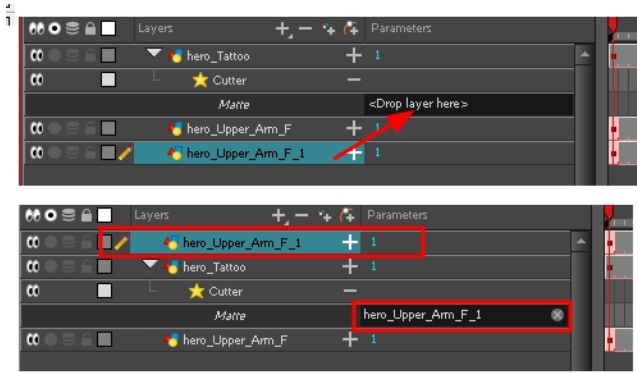 Layers Parameters
hero_Tattoo 1
Cutter
Matte <Drop layer here>
hero_Upper_Arm_F 1
hero_Upper_Arm_F_1 1
Layers Parameters
hero_Upper_Arm_F_1 1
hero_Tattoo 1
Cutter
Matte hero_Upper_Arm_F_1
hero_Upper_Arm_F 1